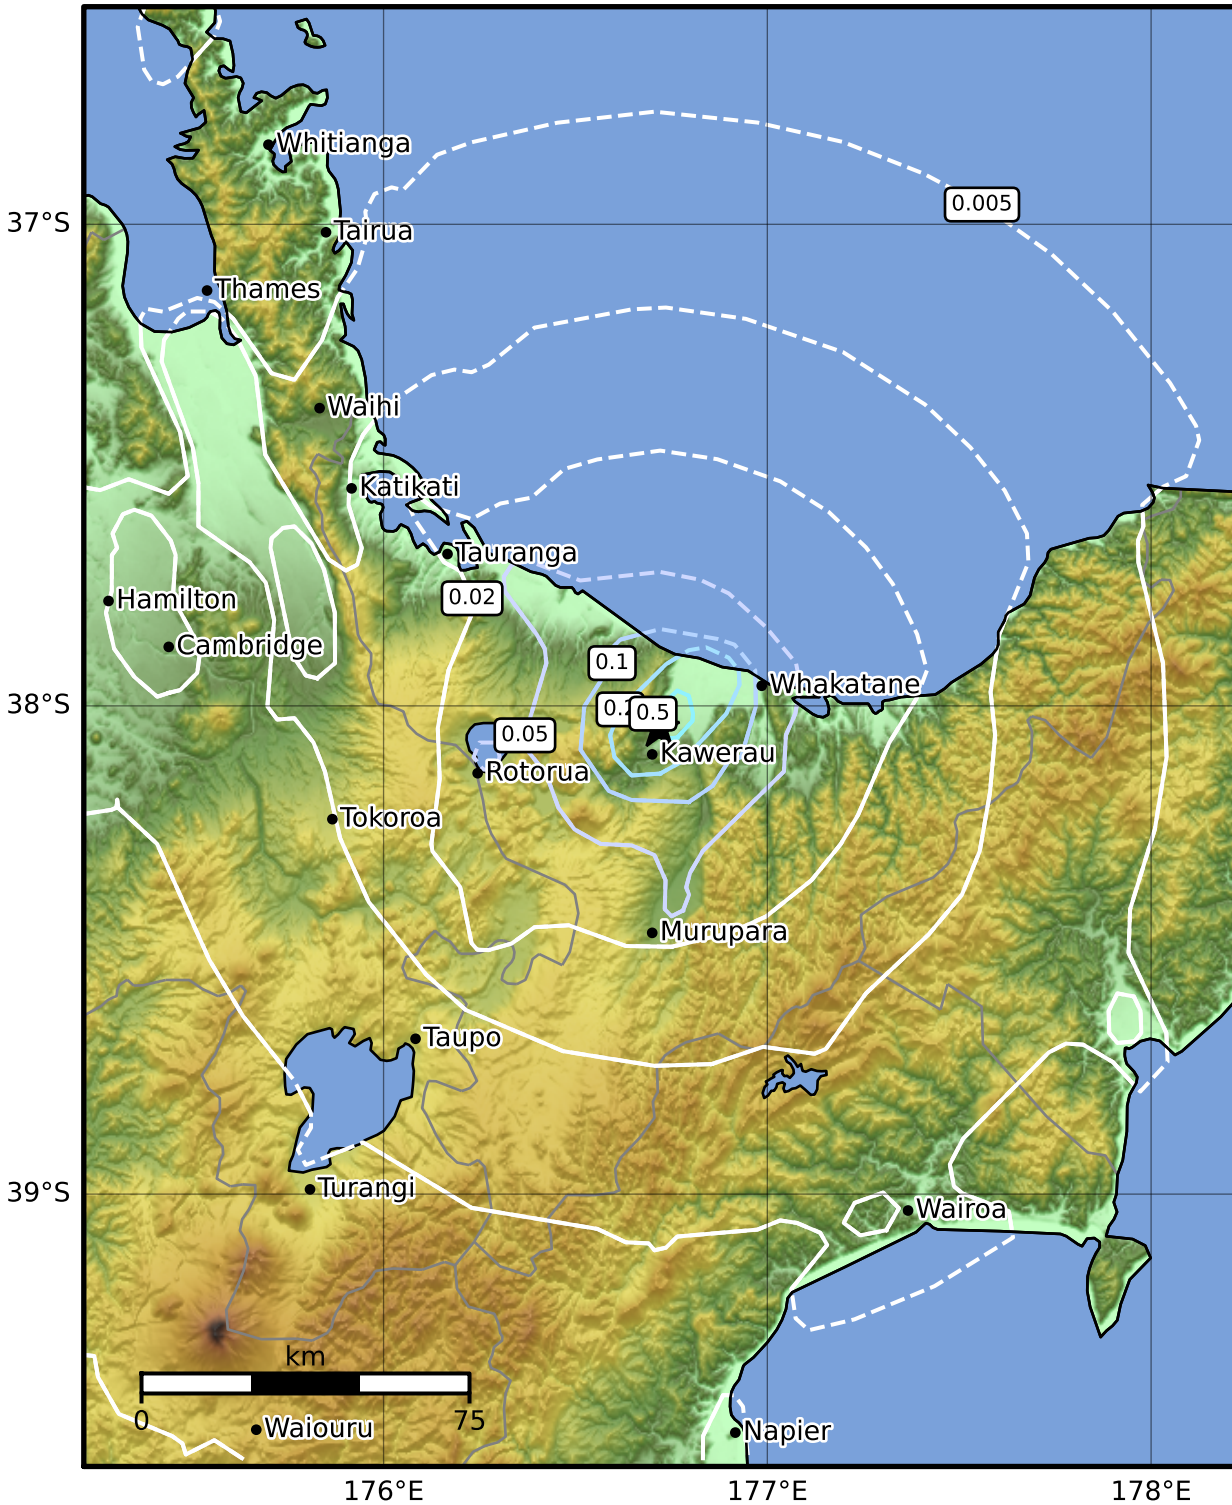 Whitianga
0.005
37°S
Tairua
Thames
Waihi
Katikati
Tauranga
0.02
Hamilton
Cambridge
0.1
Whakatane
38°S
0.5
0.05
Kawerau
Rotorua
Tokoroa
Murupara
Taupo
Turangi
39°S
Wairoa
km
0
75
Waiouru
Napier
176°E
177°E
178°E